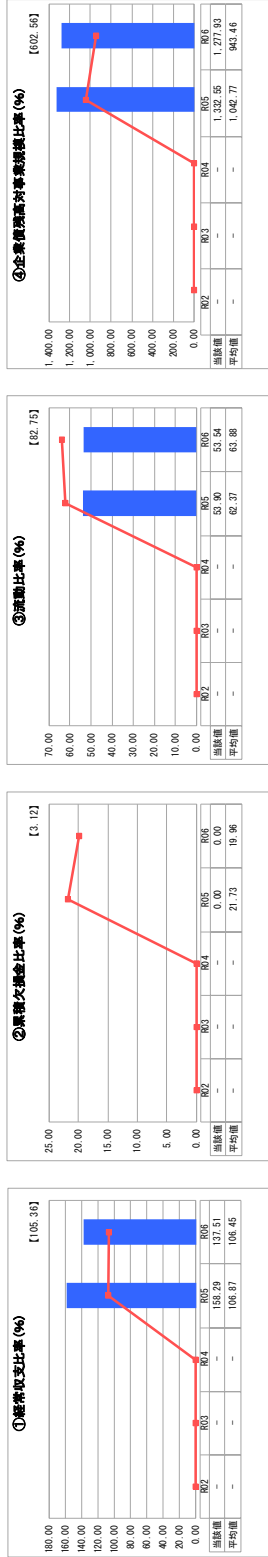 ①経常収支比率(%)
【105.36】
180.00
160.00
140.00
120.00
100.00
80.00
60.00
40.00
20.00
0.00
R02 R03 R04 R05 R06
当該値 - - - 158.29 137.51
平均値 - - - 106.87 106.45
②累積欠損金比率(%)
【3.12】
25.00
20.00
15.00
10.00
5.00
0.00
R02 R03 R04 R05 R06
当該値 - - - 0.00 0.00
平均値 - - - 21.73 19.96
③流動比率(%)
【82.75】
70.00
60.00
50.00
40.00
30.00
20.00
10.00
0.00
R02 R03 R04 R05 R06
当該値 - - - 53.90 53.54
平均値 - - - 62.37 63.88
④企業債残高対事業規模比率(%)
【602.56】
1,400.00
1,200.00
1,000.00
800.00
600.00
400.00
200.00
0.00
R02 R03 R04 R05 R06
当該値 - - - 1,332.55 1,277.93
平均値 - - - 1,042.77 943.46